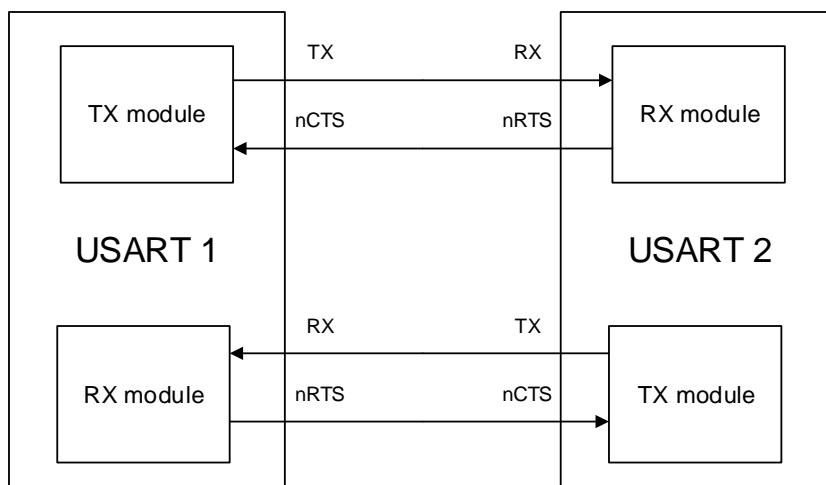 TX RX
TX module RX module
nCTS nRTS
USART 1 USART 2
RX TX
RX module TX module
nRTS nCTS